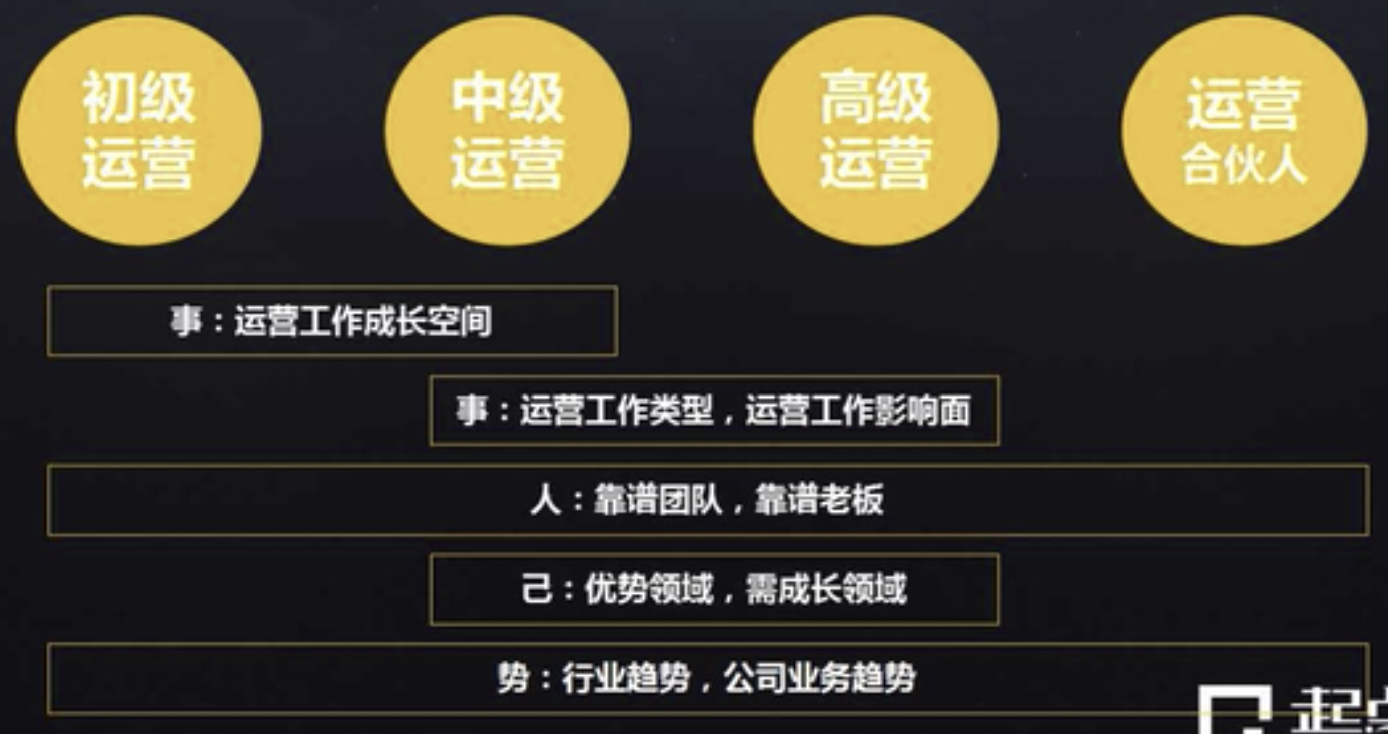 初级
运营
中级
运营
高级
运营
运营
合伙人
事：运营工作成长空间
事：运营工作类型，运营工作影响面
人：靠谱团队，靠谱老板
己：优势领域，需成长领域
势：行业趋势，公司业务趋势
起点